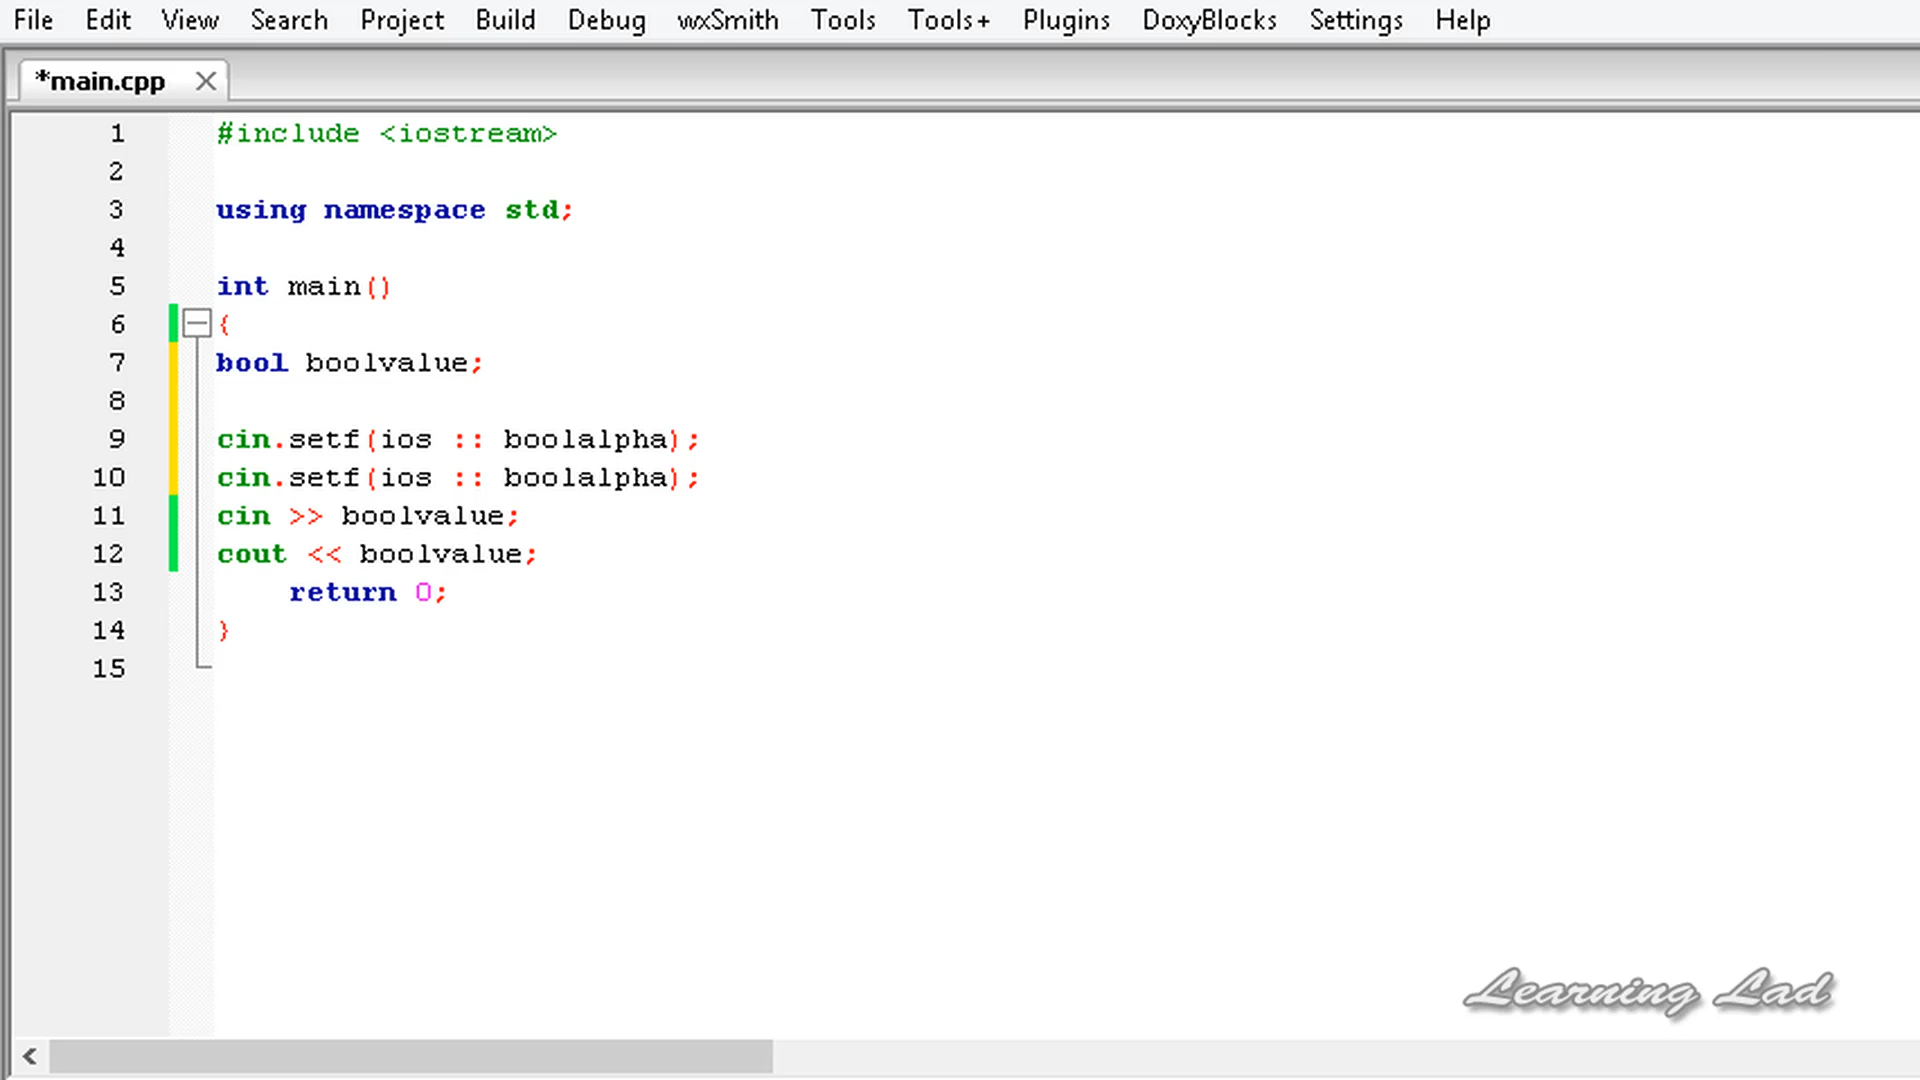 File Edit View Search Project Build Debug wxSmith Tools Tools+ Plugins DoxyBlocks Settings Help
*main.cpp
1 #include <iostream>
2
3 using namespace std;
4
5 int main()
6 {
7 bool boolvalue;
8
9 cin.setf(ios :: boolalpha);
10 cin.setf(ios :: boolalpha);
11 cin >> boolvalue;
12 cout << boolvalue;
13 return 0;
14 }
15
Learning Lad